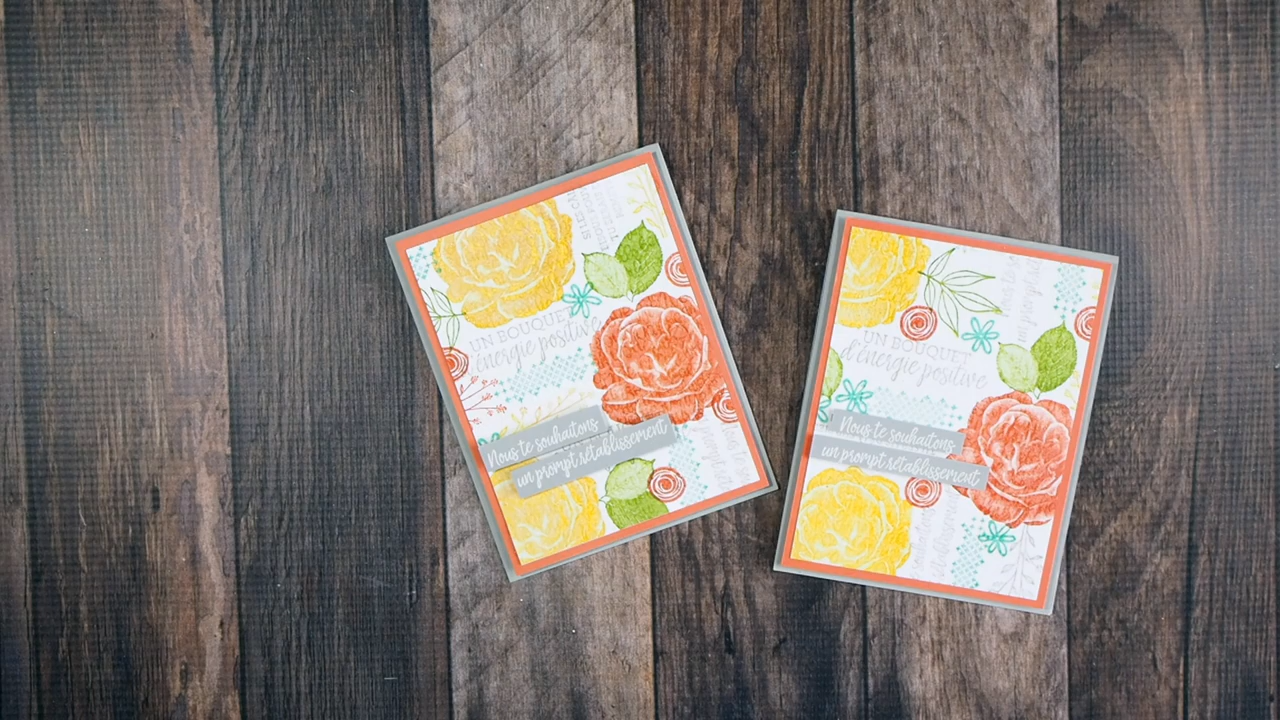 UN BOUQUET
d'énergie positive
Nous te souhaitons
un prompt rétablissement
UN BOUQUET
d'énergie positive
Nous te souhaitons
un prompt rétablissement